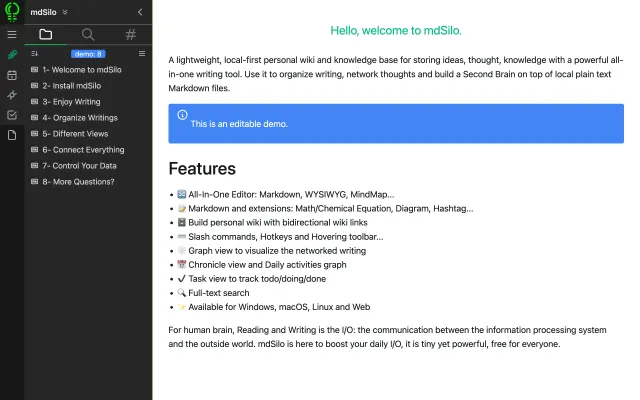 mdSilo
demo: 8
1- Welcome to mdSilo
2- Install mdSilo
3- Enjoy Writing
4- Organize Writings
5- Different Views
6- Connect Everything
7- Control Your Data
8- More Questions?
Hello, welcome to mdSilo.
A lightweight, local-first personal wiki and knowledge base for storing ideas, thought, knowledge with a powerful all-
in-one writing tool. Use it to organize writing, network thoughts and build a Second Brain on top of local plain text
Markdown files.
This is an editable demo.
Features
All-In-One Editor: Markdown, WYSIWYG, MindMap...
Markdown and extensions: Math/Chemical Equation, Diagram, Hashtag...
Build personal wiki with bidirectional wiki links
Slash commands, Hotkeys and Hovering toolbar...
Graph view to visualize the networked writing
Chronicle view and Daily activities graph
Task view to track todo/doing/done
Full-text search
Available for Windows, macOS, Linux and Web
For human brain, Reading and Writing is the I/O: the communication between the information processing system
and the outside world. mdSilo is here to boost your daily I/O, it is tiny yet powerful, free for everyone.